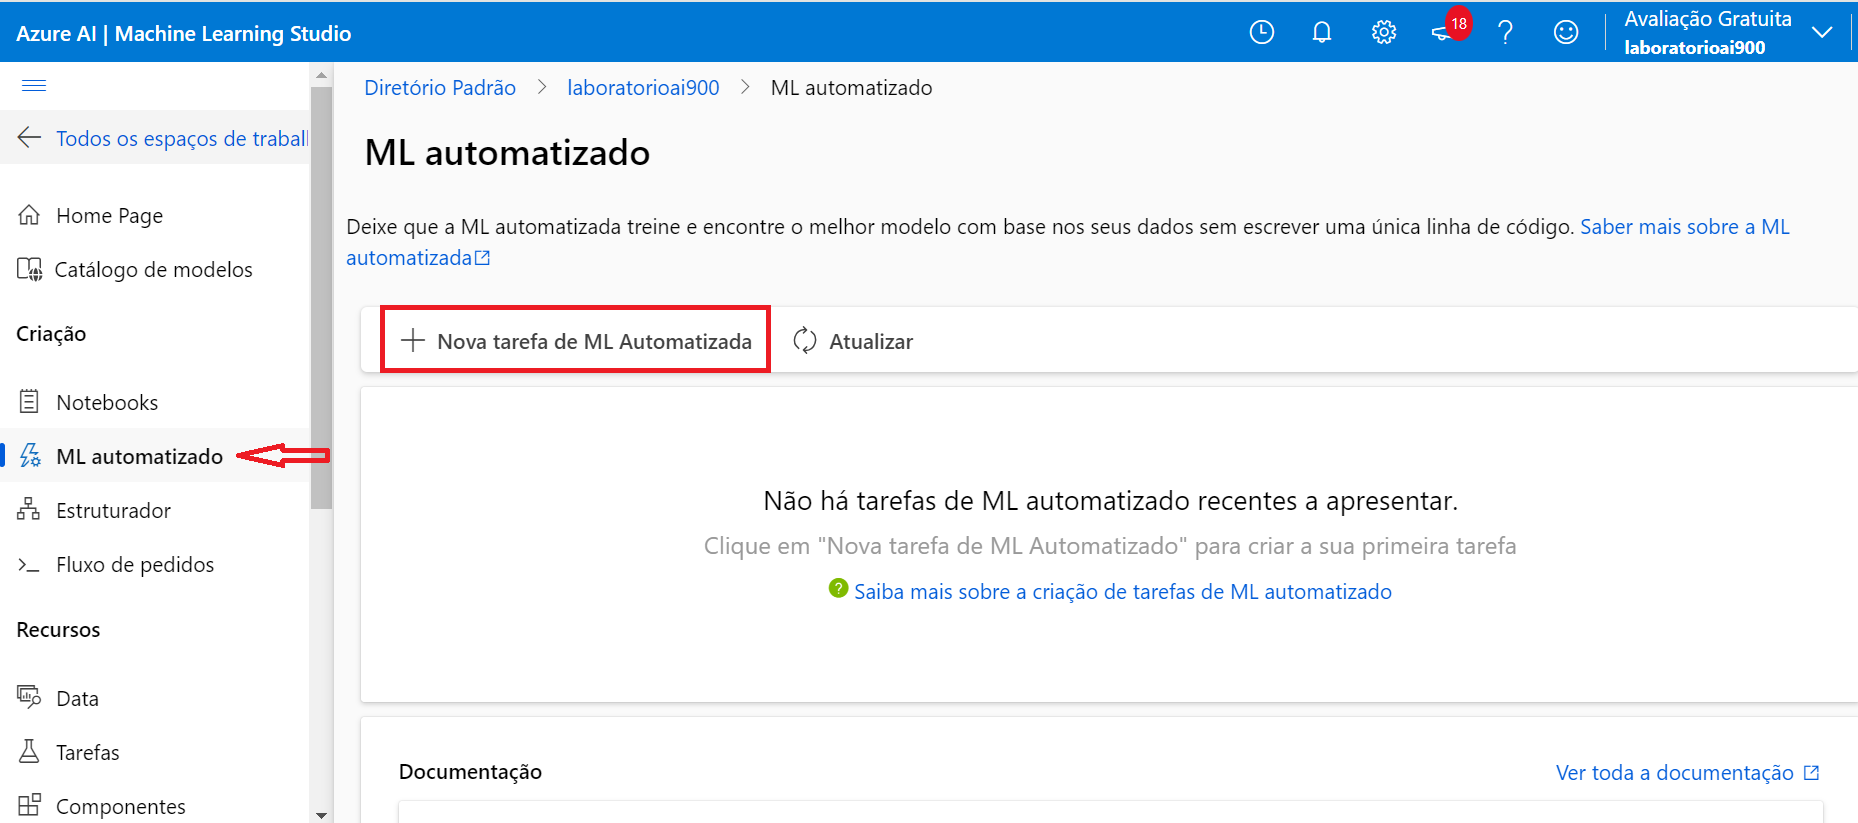 Azure AI | Machine Learning Studio
18
Avaliação Gratuita
laboratorioai900
Todos os espaços de traball
Home Page
Catálogo de modelos
Criação
Notebooks
ML automatizado
Estruturador
Fluxo de pedidos
Recursos
Data
Tarefas
Componentes
Diretório Padrão > laboratorioai900 > ML automatizado
ML automatizado
Deixe que a ML automatizada treine e encontre o melhor modelo com base nos seus dados sem escrever uma única linha de código. Saber mais sobre a ML
automatizada
Nova tarefa de ML Automatizada
Atualizar
Não há tarefas de ML automatizado recentes a apresentar.
Clique em "Nova tarefa de ML Automatizado" para criar a sua primeira tarefa
Saiba mais sobre a criação de tarefas de ML automatizado
Documentação
Ver toda a documentação